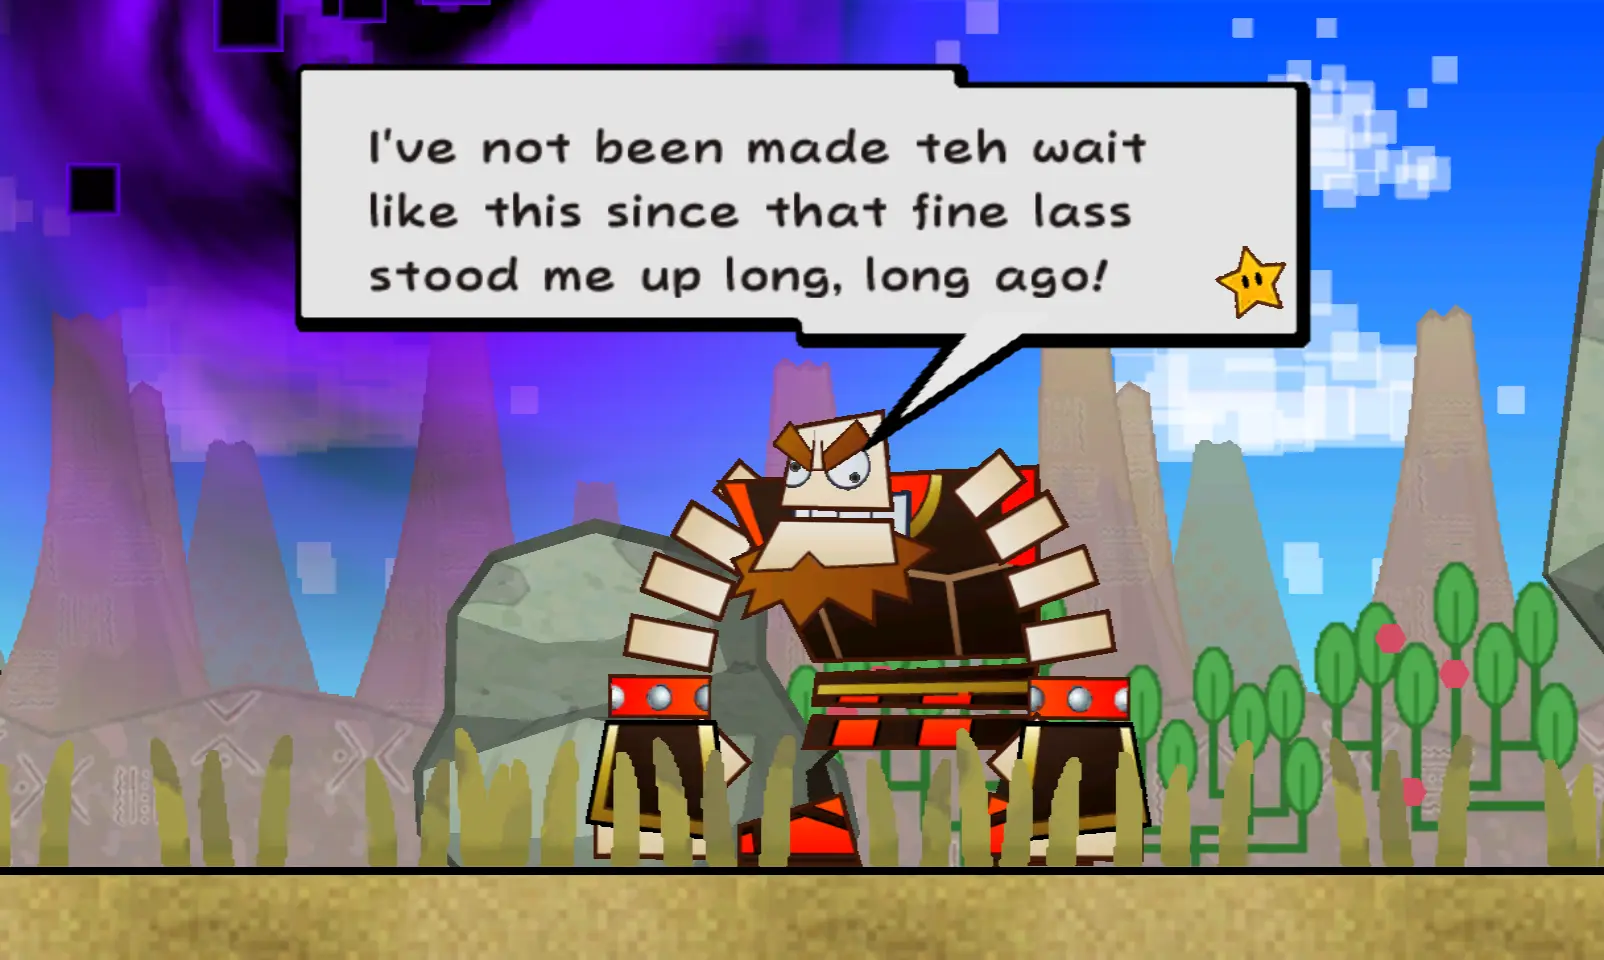 I've not been made teh wait
like this since that fine lass
stood me up long, long ago!